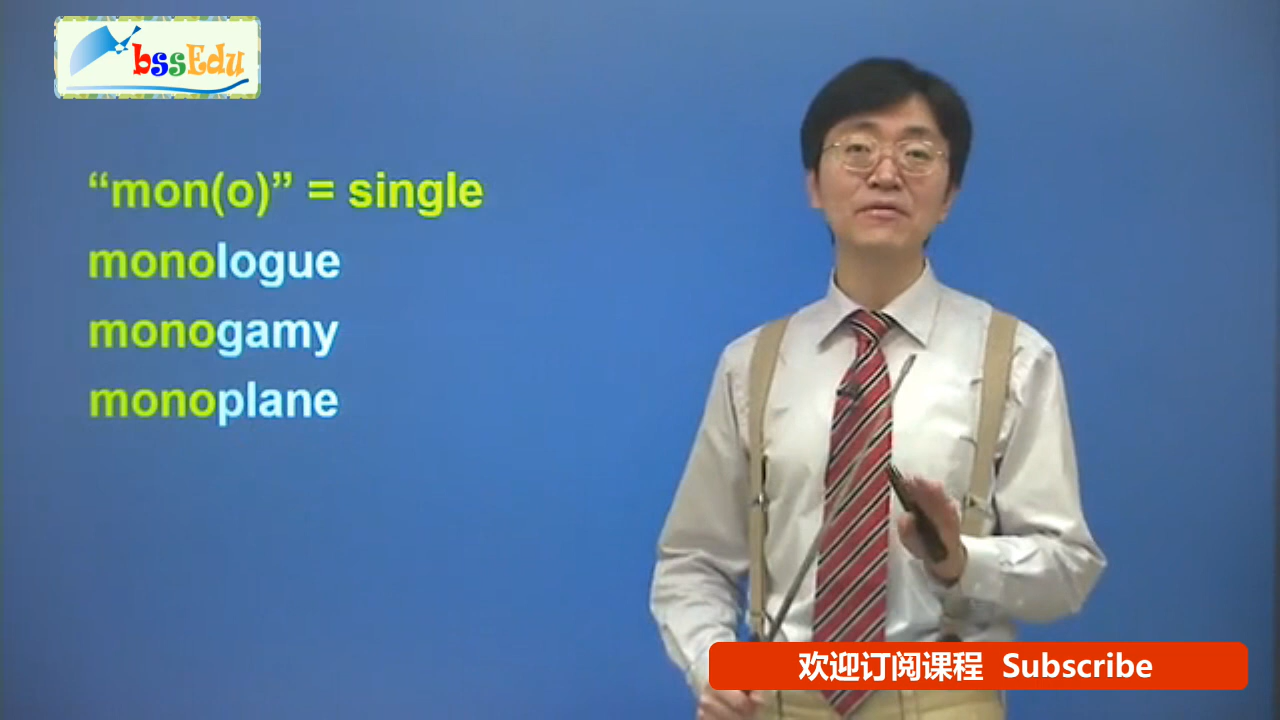 bssEdu
“mon(o)” = single
monologue
monogamy
monoplane
欢迎订阅课程 Subscribe